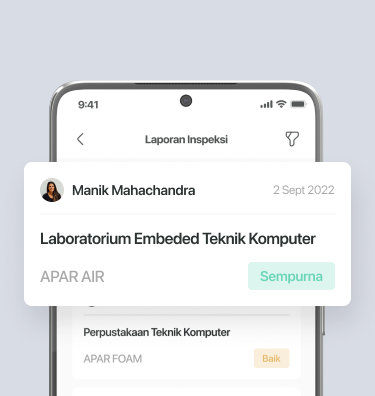 9:41
Laporan Inspeksi
Manik Mahachandra
2 Sept 2022
Laboratorium Embeded Teknik Komputer
APAR AIR
Sempurna
Perpustakaan Teknik Komputer
APAR FOAM
Baik